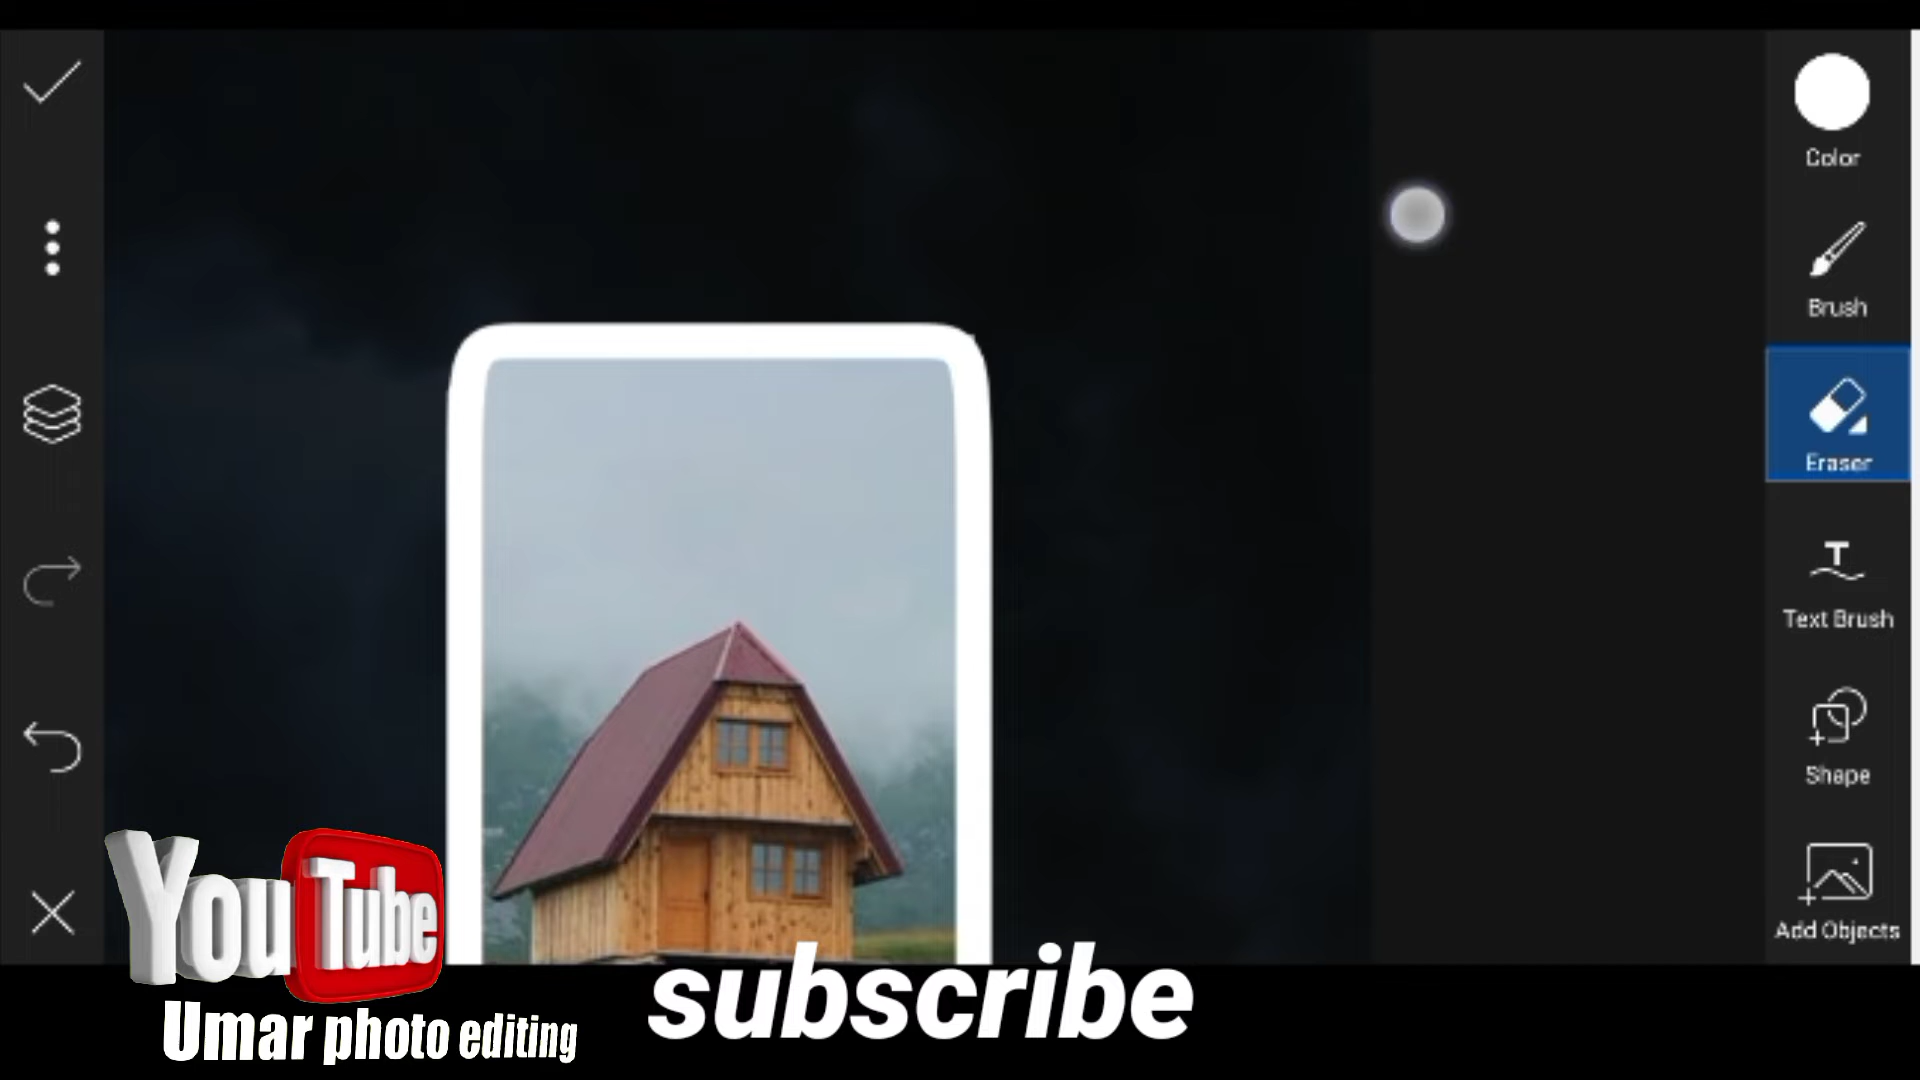 Color
Brush
Eraser
Text Brush
Shape
Add Objects
YouTube
Umar photo editing
subscribe